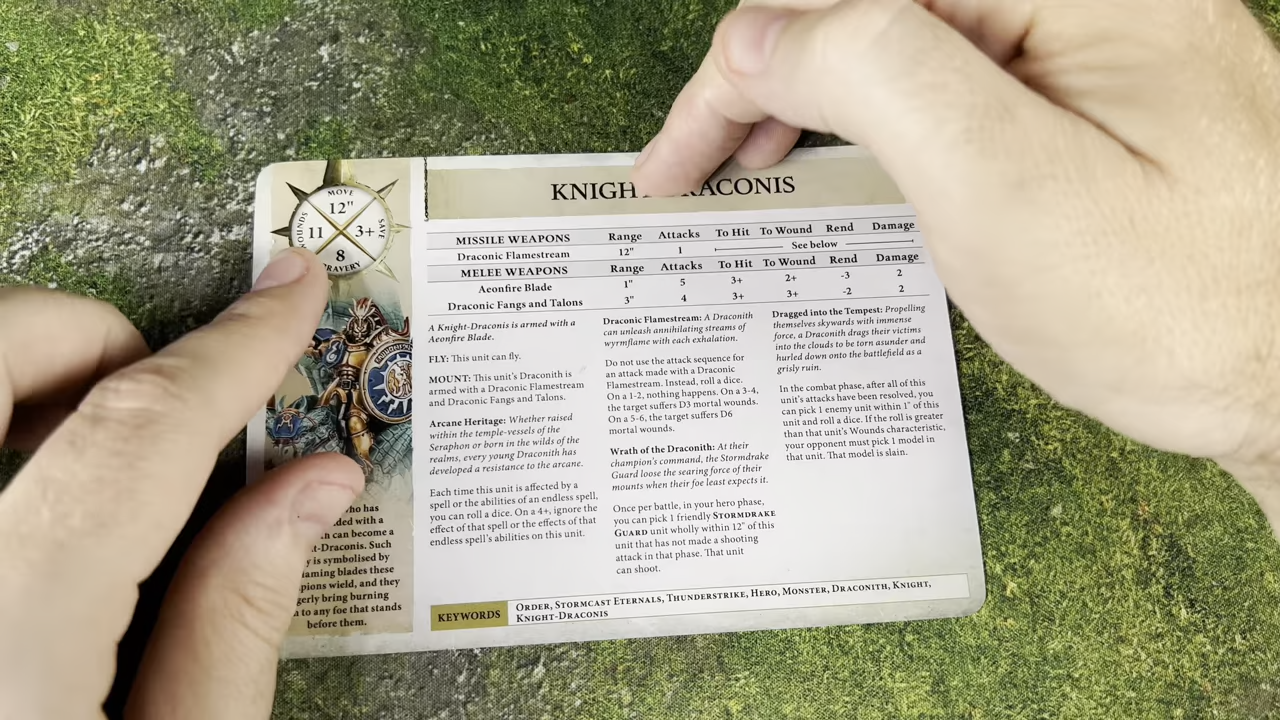 MOVE
12"
WOUNDS
11
3+
SAVE
8
KNIGH RACONIS
MISSILE WEAPONS Range Attacks To Hit To Wound Rend Damage
Draconic Flamestream 12" 1 See below
MELEE WEAPONS Range Attacks To Hit To Wound Rend Damage
Aeonfire Blade 1" 5 3+ 2+ -3 2
Draconic Fangs and Talons 3" 4 3+ 3+ -2 2
A Knight-Draconis is armed with a
Aeonfire Blade.
FLY: This unit can fly.
MOUNT: This unit's Draconith is
armed with a Draconic Flamestream
and Draconic Fangs and Talons.
Arcane Heritage: Whether raised
within the temple-vessels of the
Seraphon or born in the wilds of the
realms, every young Draconith has
developed a resistance to the arcane.
Each time this unit is affected by a
spell or the abilities of an endless spell,
you can roll a dice. On a 4+, ignore the
effect of that spell or the effects of that
endless spell's abilities on this unit.
Draconic Flamestream: A Draconith
can unleash annihilating streams of
wyrmflame with each exhalation.
Do not use the attack sequence for
an attack made with a Draconic
Flamestream. Instead, roll a dice.
On a 1-2, nothing happens. On a 3-4,
the target suffers D3 mortal wounds.
On a 5-6, the target suffers D6
mortal wounds.
Wrath of the Draconith: At their
champion's command, the Stormdrake
Guard loose the searing force of their
mounts when their foe least expects it.
Once per battle, in your hero phase,
you can pick 1 friendly STORMDRAKE
GUARD unit wholly within 12" of this
unit that has not made a shooting
attack in that phase. That unit
can shoot.
Dragged into the Tempest: Propelling
themselves skywards with immense
force, a Draconith drags their victims
into the clouds to be torn asunder and
hurled down onto the battlefield as a
grisly ruin.
In the combat phase, after all of this
unit's attacks have been resolved, you
can pick 1 enemy unit within 1" of this
unit and roll a dice. If the roll is greater
than that unit's Wounds characteristic,
your opponent must pick 1 model in
that unit. That model is slain.
has
with a
can become a
Draconis. Such
is symbolised by
blades these
wield, and they
bring burning
to any foe that stands
before them.
KEYWORDS
ORDER, STORMCAST ETERNALS, THUNDERSTRIKE, HERO, MONSTER, DRACONITH, KNIGHT,
KNIGHT-DRACONIS